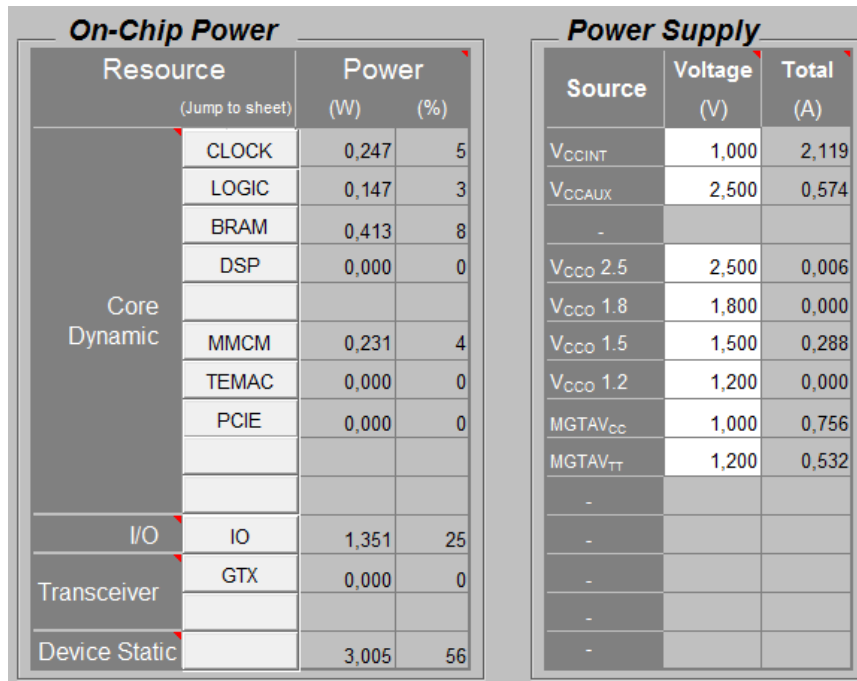 On-Chip Power
Resource Power
(Jump to sheet) (W) (%)
Core Dynamic
CLOCK 0,247 5
LOGIC 0,147 3
BRAM 0,413 8
DSP 0,000 0
MMCM 0,231 4
TEMAC 0,000 0
PCIE 0,000 0
I/O IO 1,351 25
Transceiver GTX 0,000 0
Device Static 3,005 56
Power Supply
Source Voltage Total
(V) (A)
VCCINT 1,000 2,119
VCCAUX 2,500 0,574
-
VCCO 2.5 2,500 0,006
VCCO 1.8 1,800 0,000
VCCO 1.5 1,500 0,288
VCCO 1.2 1,200 0,000
MGTAVCC 1,000 0,756
MGTAVTT 1,200 0,532
-
-
-
-
-